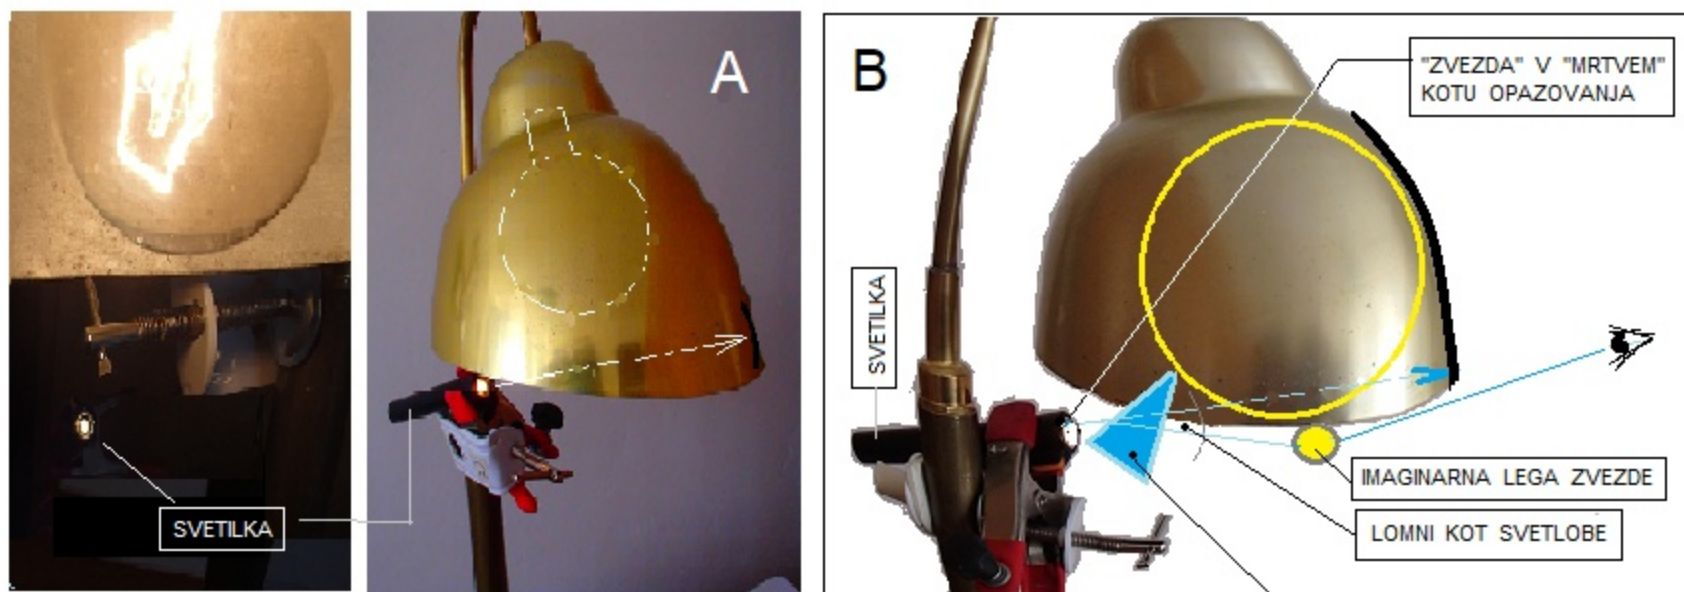 SVETILKA
A
B
SVETILKA
"ZVEZDA" V "MRTVEM"
KOTU OPAZOVANJA
IMAGINARNA LEGA ZVEZDE
LOMNI KOT SVETLOBE